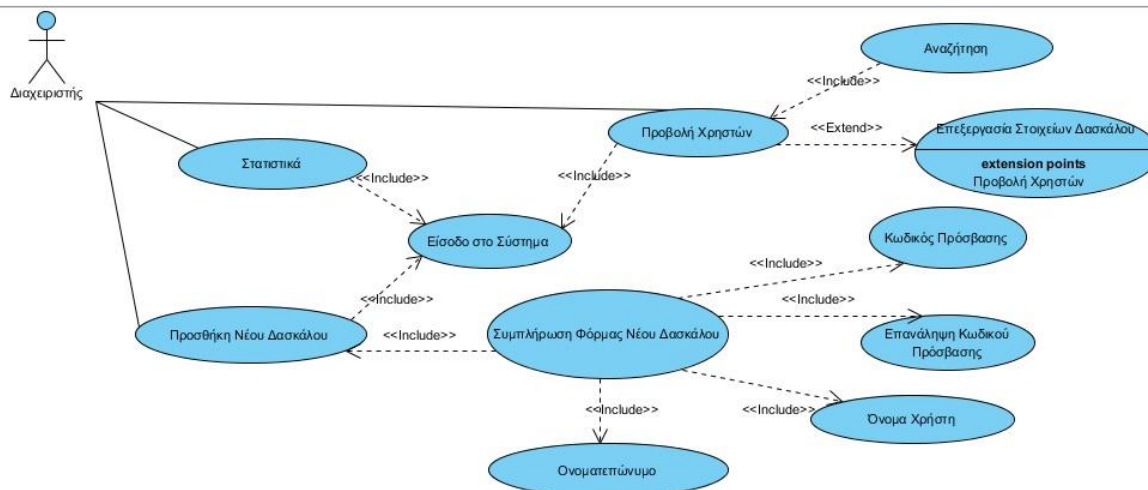 Διαχειριστής
Αναζήτηση
<<Include>>
Προβολή Χρηστών
<<Extend>>
Επεξεργασία Στοιχείων Δασκάλου
extension points
Προβολή Χρηστών
Στατιστικά
<<Include>>
<<Include>>
Είσοδο στο Σύστημα
Κωδικός Πρόσβασης
<<Include>>
<<Include>>
<<Include>>
Προσθήκη Νέου Δασκάλου
<<Include>>
Συμπλήρωση Φόρμας Νέου Δασκάλου
Επανάληψη Κωδικού
Πρόσβασης
<<Include>>
<<Include>>
Όνομα Χρήστη
Ονοματεπώνυμο